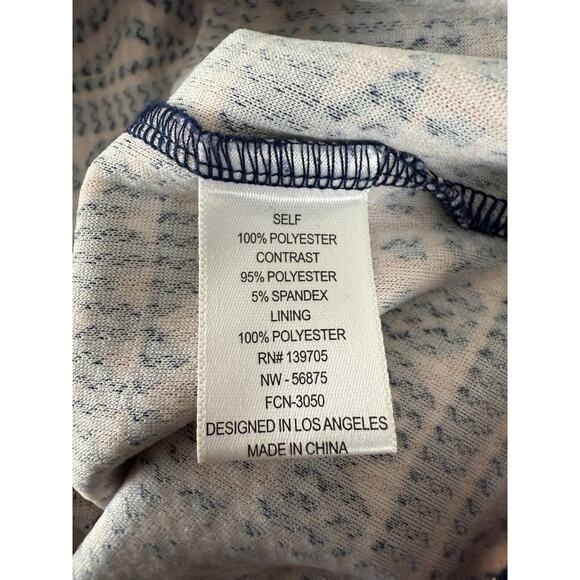 SELF
100% POLYESTER
CONTRAST
95% POLYESTER
5% SPANDEX
LINING
100% POLYESTER
RN# 139705
NW - 56875
FCN-3050
DESIGNED IN LOS ANGELES
MADE IN CHINA